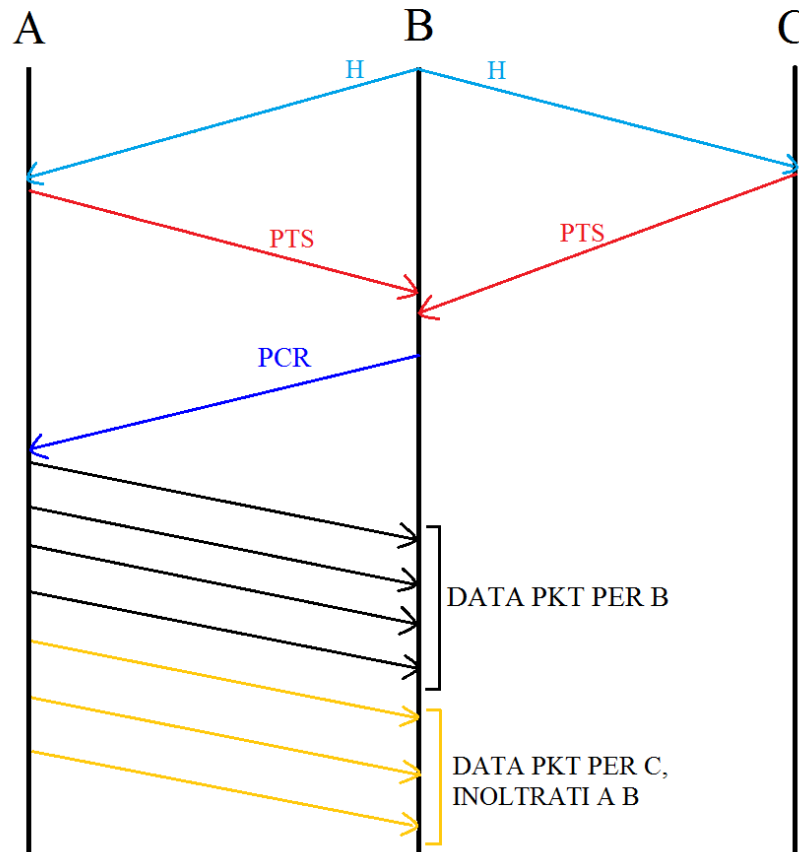 A B C
H H
PTS PTS
PCR
DATA PKT PER B
DATA PKT PER C,
INOLTRATI A B